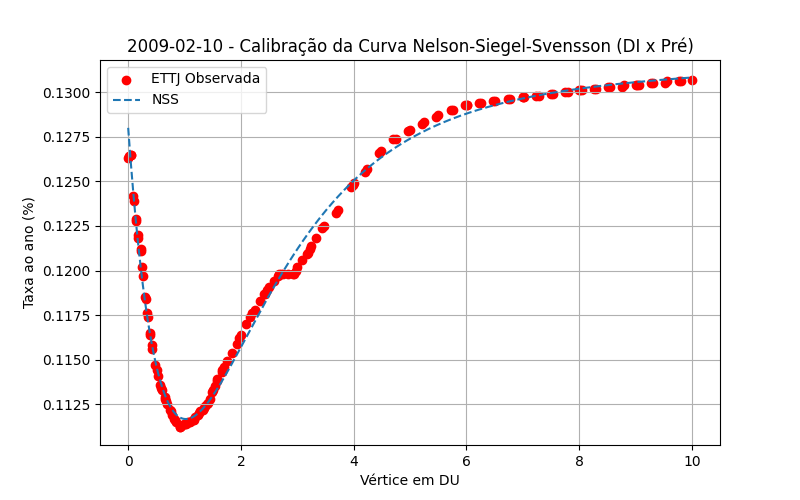 2009-02-10 - Calibração da Curva Nelson-Siegel-Svensson (DI x Pré)
ETTJ Observada
NSS
Taxa ao ano (%)
0.1300
0.1275
0.1250
0.1225
0.1200
0.1175
0.1150
0.1125
0 2 4 6 8 10
Vértice em DU